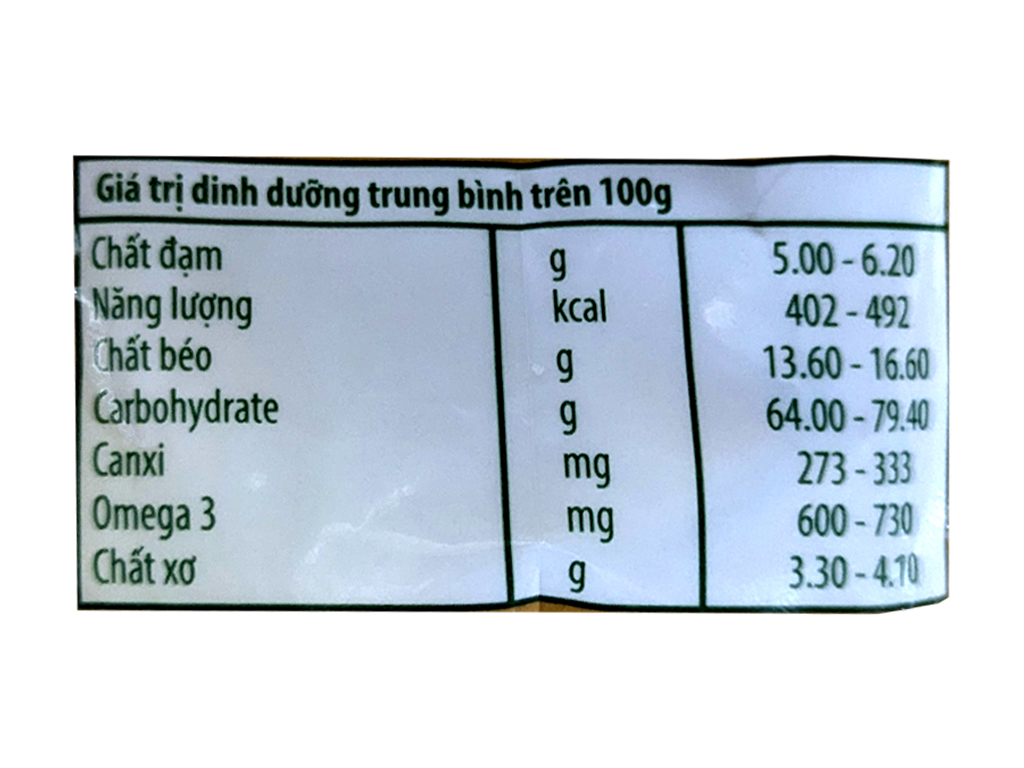 Giá trị dinh dưỡng trung bình trên 100g
Chất đạm g 5.00 - 6.20
Năng lượng kcal 402 - 492
Chất béo g 13.60 - 16.60
Carbohydrate g 64.00 - 79.40
Canxi mg 273 - 333
Omega 3 mg 600 - 730
Chất xơ g 3.30 - 4.10